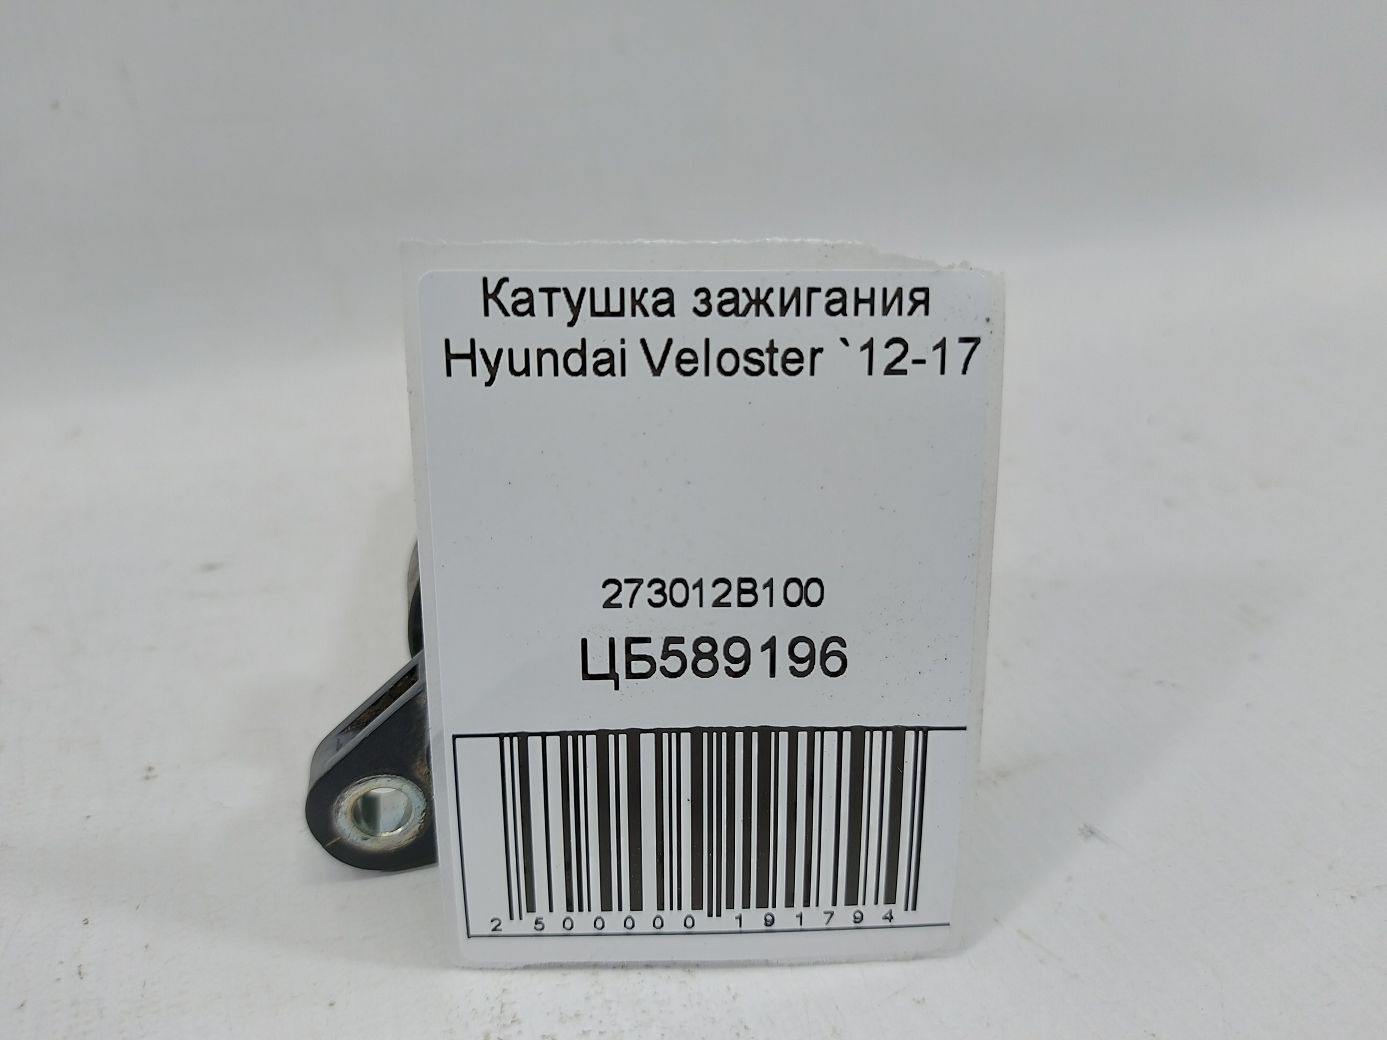 Катушка зажигания
Hyundai Veloster `12-17
273012B100
ЦБ589196
2 500000 191794